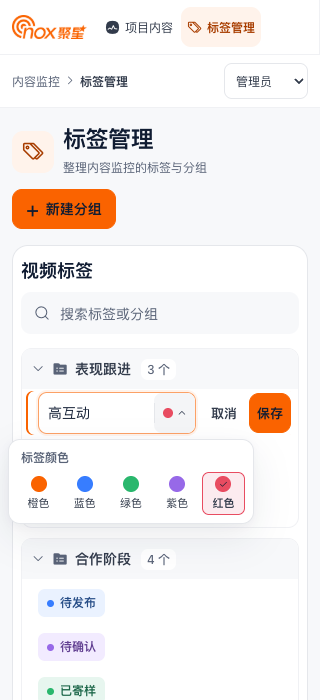 nox 聚星 项目内容 标签管理
内容监控 标签管理 管理员
标签管理
整理内容监控的标签与分组
+ 新建分组
视频标签
搜索标签或分组
表现跟进 3 个
高互动 取消 保存
标签颜色
橙色 蓝色 绿色 紫色 红色
合作阶段 4 个
待发布
待确认
已寄样